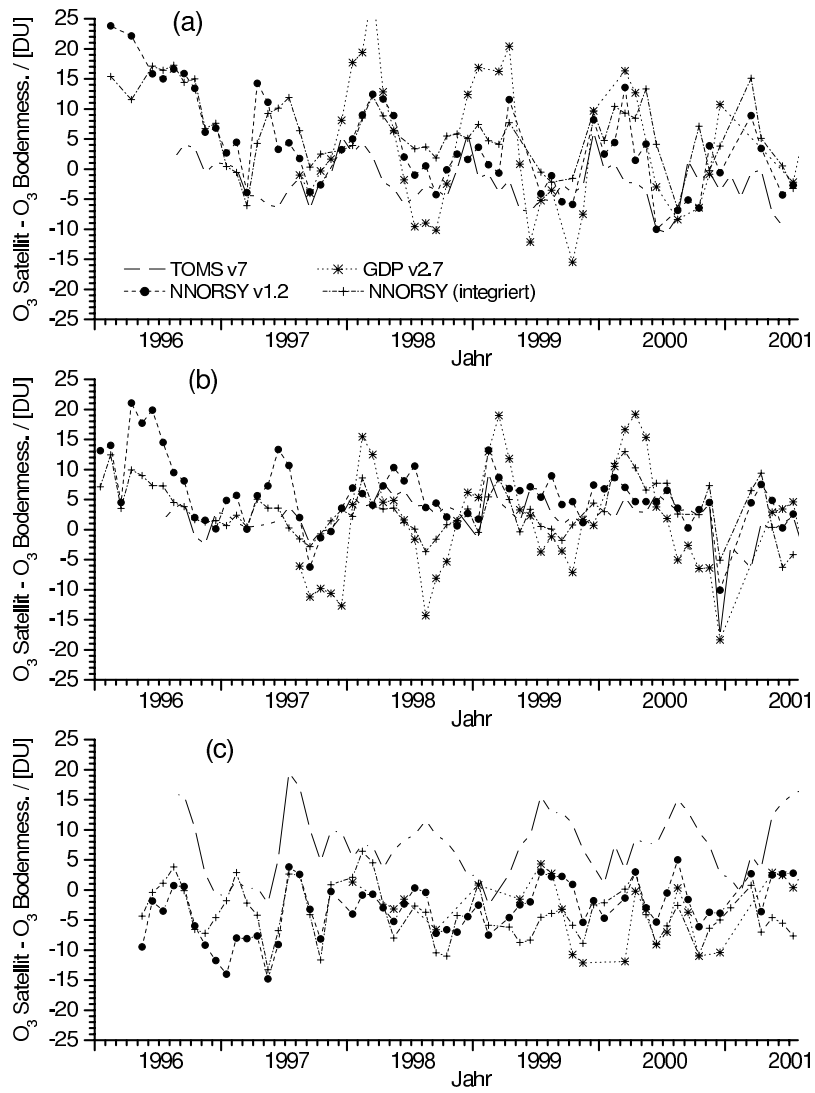 (a)
O3 Satellit - O3 Bodenmess. / [DU]
25
20
15
10
5
0
-5
-10
-15
-20
-25
TOMS v7
GDP v2.7
NNORSY v1.2
NNORSY (integriert)
1996 1997 1998 1999 2000 2001
Jahr
(b)
O3 Satellit - O3 Bodenmess. / [DU]
25
20
15
10
5
0
-5
-10
-15
-20
-25
1996 1997 1998 1999 2000 2001
Jahr
(c)
O3 Satellit - O3 Bodenmess. / [DU]
25
20
15
10
5
0
-5
-10
-15
-20
-25
1996 1997 1998 1999 2000 2001
Jahr